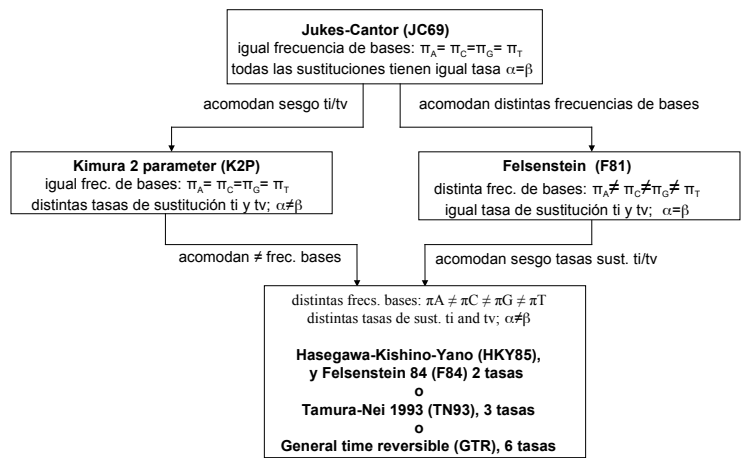 Jukes-Cantor (JC69)
igual frecuencia de bases: πA= πC=πG= πT
todas las sustituciones tienen igual tasa α=β
acomodan sesgo ti/tv
acomodan distintas frecuencias de bases
Kimura 2 parameter (K2P)
igual frec. de bases: πA= πC=πG= πT
distintas tasas de sustitución ti y tv; α≠β
Felsenstein (F81)
distinta frec. de bases: πA≠ πC≠πG≠ πT
igual tasa de sustitución ti y tv; α=β
acomodan ≠ frec. bases
acomodan sesgo tasas sust. ti/tv
distintas frecs. bases: πA ≠ πC ≠ πG ≠ πT
distintas tasas de sust. ti and tv; α≠β
Hasegawa-Kishino-Yano (HKY85),
y Felsenstein 84 (F84) 2 tasas
o
Tamura-Nei 1993 (TN93), 3 tasas
o
General time reversible (GTR), 6 tasas